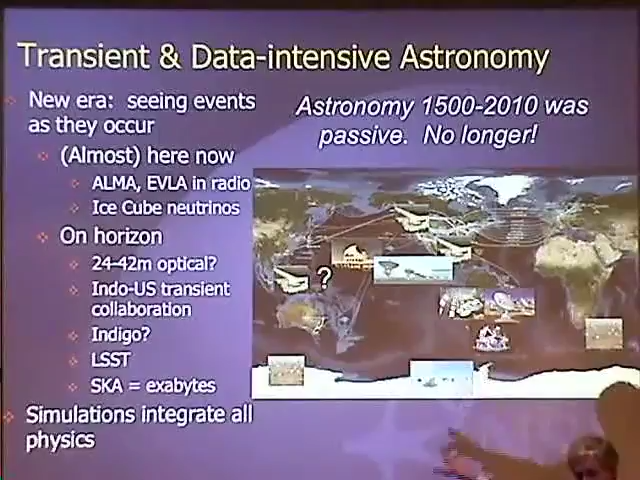 Transient & Data-intensive Astronomy
New era: seeing events
as they occur
(Almost) here now
ALMA, EVLA in radio
Ice Cube neutrinos
On horizon
24-42m optical?
Indo-US transient
collaboration
Indigo?
LSST
SKA = exabytes
Simulations integrate all
physics
Astronomy 1500-2010 was
passive. No longer!
?